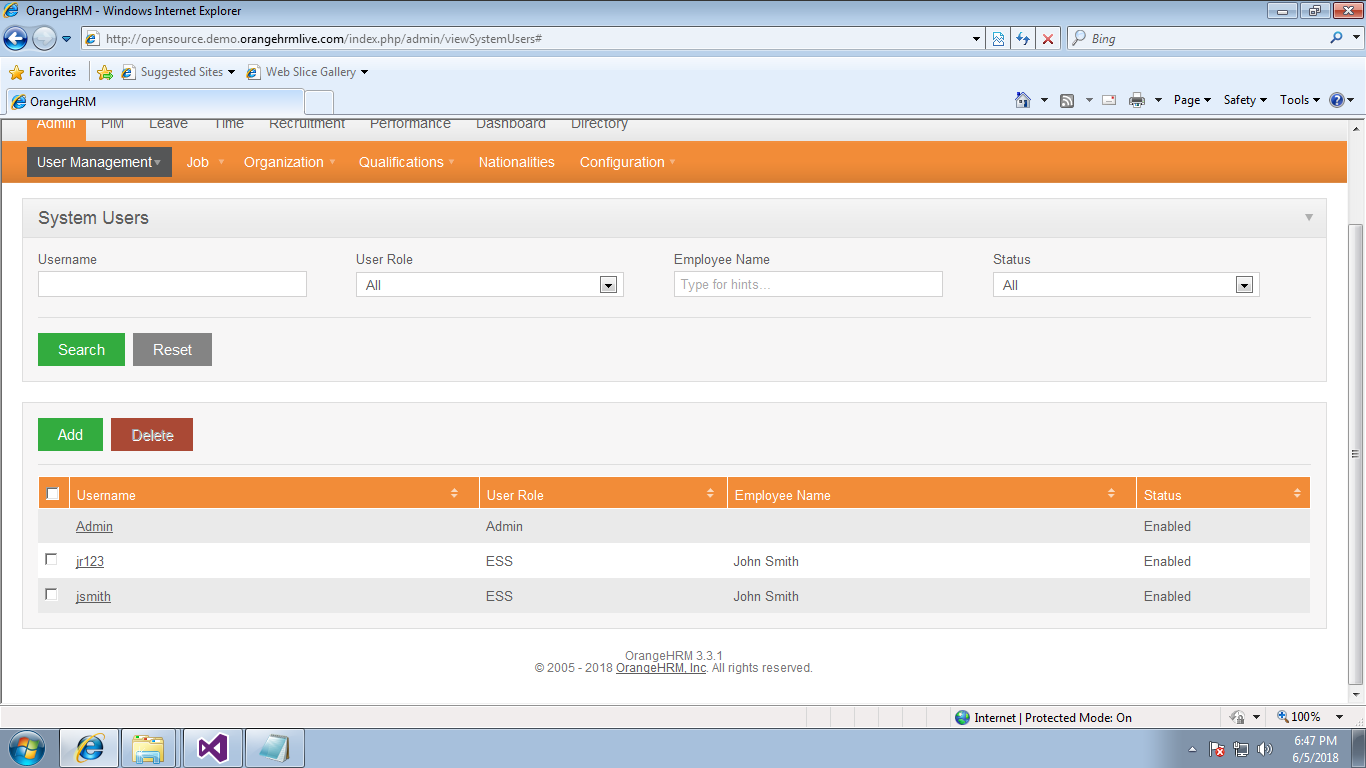 OrangeHRM - Windows Internet Explorer
http://opensource.demo.orangehrmlive.com/index.php/admin/viewSystemUsers#
Bing
Favorites Suggested Sites Web Slice Gallery
OrangeHRM
Page Safety Tools
Admin PIM Leave Time Recruitment Performance Dashboard Directory
User Management Job Organization Qualifications Nationalities Configuration
System Users
Username User Role Employee Name Status
All Type for hints... All
Search Reset
Add Delete
Username User Role Employee Name Status
Admin Admin Enabled
jr123 ESS John Smith Enabled
jsmith ESS John Smith Enabled
OrangeHRM 3.3.1
© 2005 - 2018 OrangeHRM, Inc. All rights reserved.
Internet | Protected Mode: On 100%
6:47 PM
6/5/2018